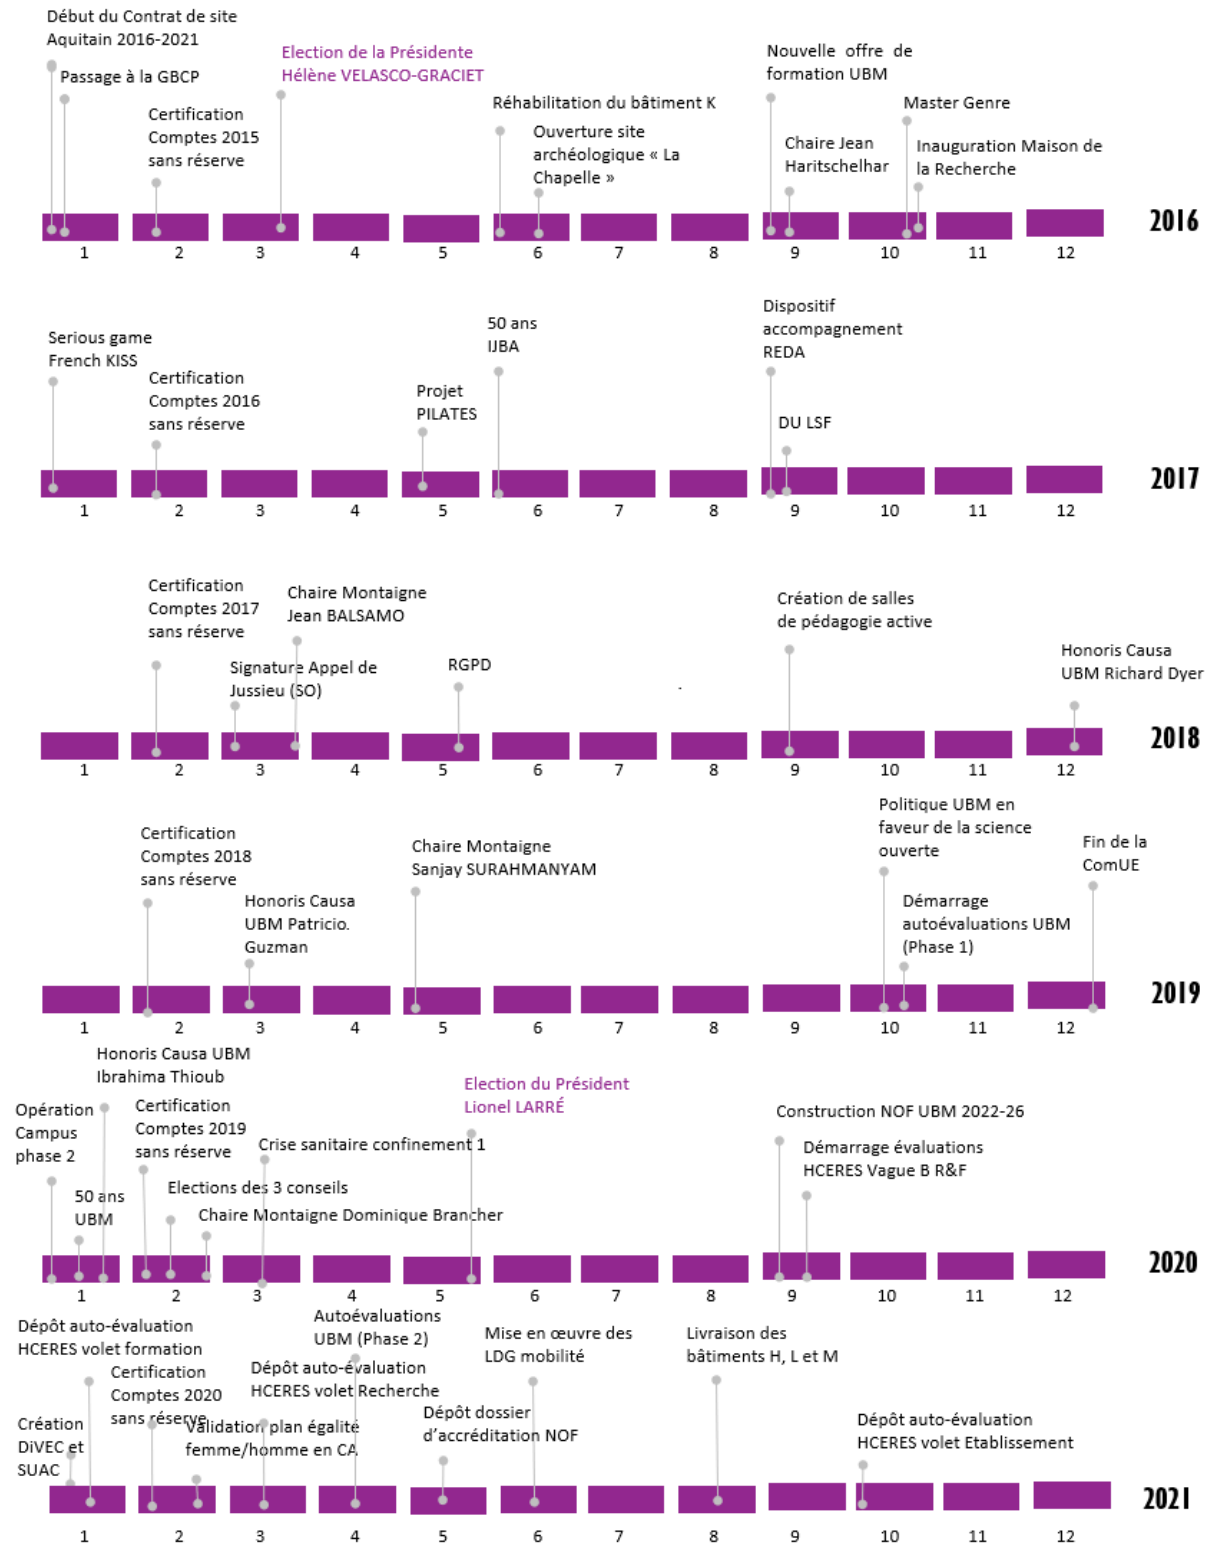 Début du Contrat de site
Aquitain 2016-2021
Passage à la GBCP
Certification
Comptes 2015
sans réserve
Election de la Présidente
Hélène VELASCO-GRACIET
Réhabilitation du bâtiment K
Ouverture site
archéologique « La
Chapelle »
Nouvelle offre de
formation UBM
Chaire Jean
Haritschelhar
Master Genre
Inauguration Maison de
la Recherche
2016
1 2 3 4 5 6 7 8 9 10 11 12
Serious game
French KISS
Certification
Comptes 2016
sans réserve
Projet
PILATES
50 ans
IJBA
Dispositif
accompagnement
REDA
DU LSF
2017
1 2 3 4 5 6 7 8 9 10 11 12
Certification
Comptes 2017
sans réserve
Signature Appel de
Jussieu (SO)
Chaire Montaigne
Jean BALSAMO
RGPD
Création de salles
de pédagogie active
Honoris Causa
UBM Richard Dyer
2018
1 2 3 4 5 6 7 8 9 10 11 12
Certification
Comptes 2018
sans réserve
Honoris Causa
UBM Patricio.
Guzman
Chaire Montaigne
Sanjay SURAHMANYAM
Politique UBM en
faveur de la science
ouverte
Démarrage
autoévaluations UBM
(Phase 1)
Fin de la
ComUE
2019
1 2 3 4 5 6 7 8 9 10 11 12
Opération
Campus
phase 2
50 ans
UBM
Honoris Causa UBM
Ibrahima Thioub
Certification
Comptes 2019
sans réserve
Elections des 3 conseils
Chaire Montaigne Dominique Brancher
Crise sanitaire confinement 1
Election du Président
Lionel LARRÉ
Construction NOF UBM 2022-26
Démarrage évaluations
HCERES Vague B R&F
2020
1 2 3 4 5 6 7 8 9 10 11 12
Dépôt auto-évaluation
HCERES volet formation
Création
DiVEC et
SUAC
Certification
Comptes 2020
sans réserve
Validation plan égalité
femme/homme en CA
Dépôt auto-évaluation
HCERES volet Recherche
Autoévaluations
UBM (Phase 2)
Dépôt dossier
d'accréditation NOF
Mise en œuvre des
LDG mobilité
Livraison des
bâtiments H, L et M
Dépôt auto-évaluation
HCERES volet Etablissement
2021
1 2 3 4 5 6 7 8 9 10 11 12